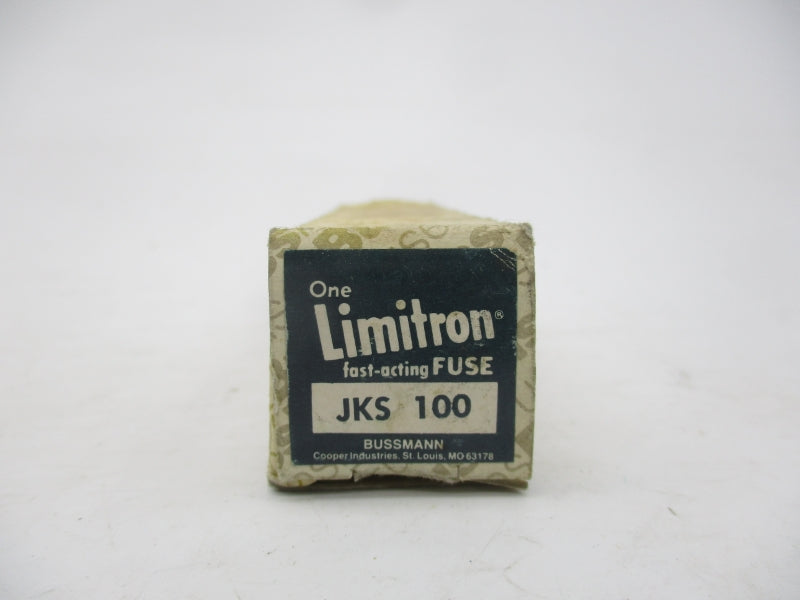 One
Limitron®
fast-acting FUSE
JKS 100
BUSSMANN
Cooper Industries, St. Louis, MO 63178